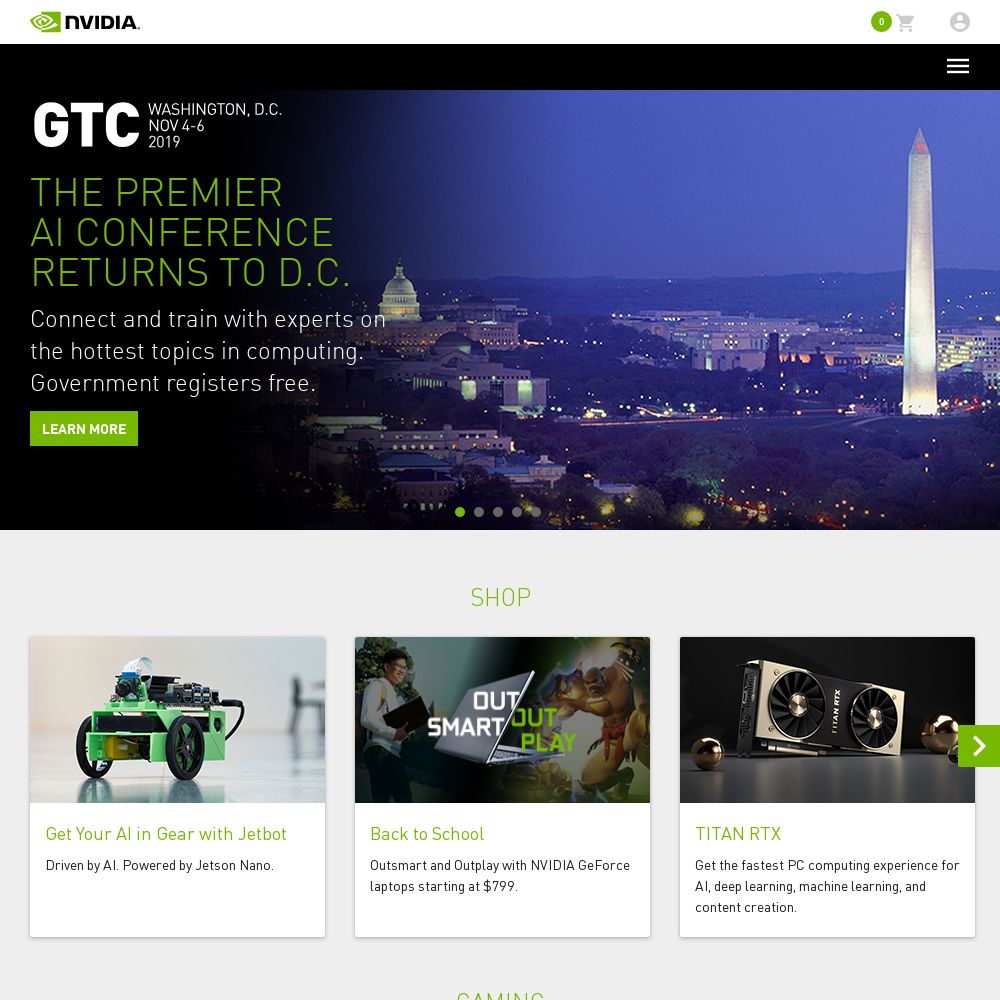 NVIDIA
0
GTC
WASHINGTON, D.C.
NOV 4-6
2019
THE PREMIER
AI CONFERENCE
RETURNS TO D.C.
Connect and train with experts on
the hottest topics in computing.
Government registers free.
LEARN MORE
SHOP
OUT
SMART
OUT
PLAY
TITAN RTX
Get Your AI in Gear with Jetbot
Driven by AI. Powered by Jetson Nano.
Back to School
Outsmart and Outplay with NVIDIA GeForce
laptops starting at $799.
TITAN RTX
Get the fastest PC computing experience for
AI, deep learning, machine learning, and
content creation.
GAMING